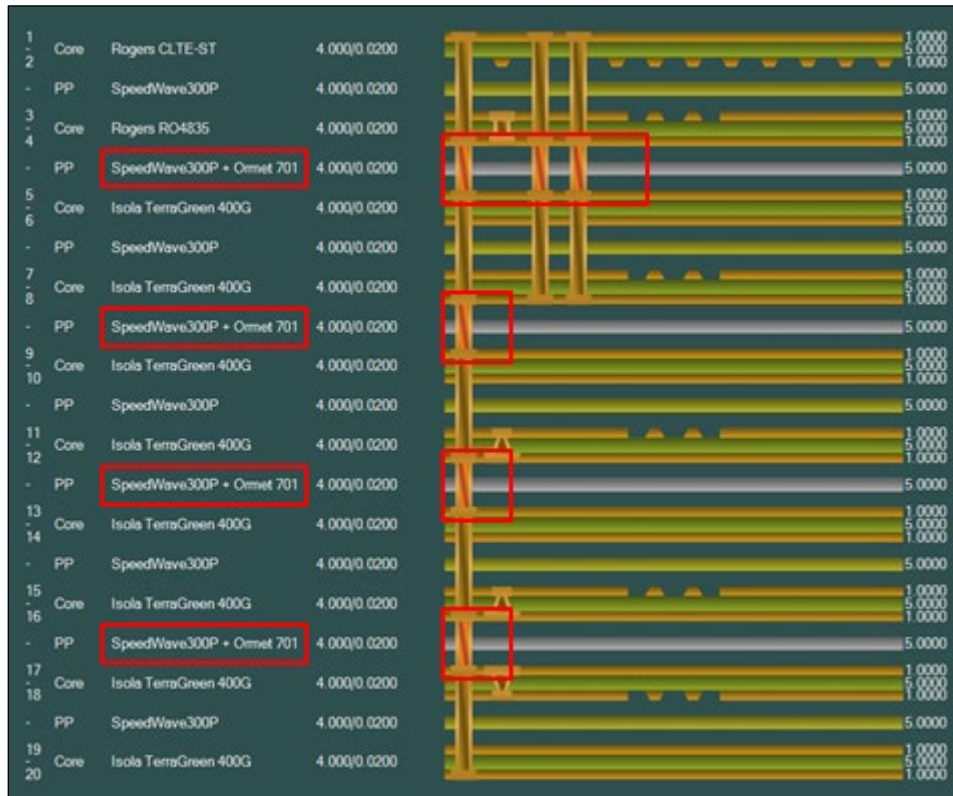 1 - 2 Core Rogers CLTE-ST 4.000/0.0200 1.0000 5.0000 1.0000
- PP SpeedWave300P 4.000/0.0200 5.0000
3 - 4 Core Rogers RO4835 4.000/0.0200 1.0000 5.0000 1.0000
- PP SpeedWave300P + Ormet 701 4.000/0.0200 5.0000
5 - 6 Core Isola TerraGreen 400G 4.000/0.0200 1.0000 5.0000 1.0000
- PP SpeedWave300P 4.000/0.0200 5.0000
7 - 8 Core Isola TerraGreen 400G 4.000/0.0200 1.0000 5.0000 1.0000
- PP SpeedWave300P + Ormet 701 4.000/0.0200 5.0000
9 - 10 Core Isola TerraGreen 400G 4.000/0.0200 1.0000 5.0000 1.0000
- PP SpeedWave300P 4.000/0.0200 5.0000
11 - 12 Core Isola TerraGreen 400G 4.000/0.0200 1.0000 5.0000 1.0000
- PP SpeedWave300P + Ormet 701 4.000/0.0200 5.0000
13 - 14 Core Isola TerraGreen 400G 4.000/0.0200 1.0000 5.0000 1.0000
- PP SpeedWave300P 4.000/0.0200 5.0000
15 - 16 Core Isola TerraGreen 400G 4.000/0.0200 1.0000 5.0000 1.0000
- PP SpeedWave300P + Ormet 701 4.000/0.0200 5.0000
17 - 18 Core Isola TerraGreen 400G 4.000/0.0200 1.0000 5.0000 1.0000
- PP SpeedWave300P 4.000/0.0200 5.0000
19 - 20 Core Isola TerraGreen 400G 4.000/0.0200 1.0000 5.0000 1.0000